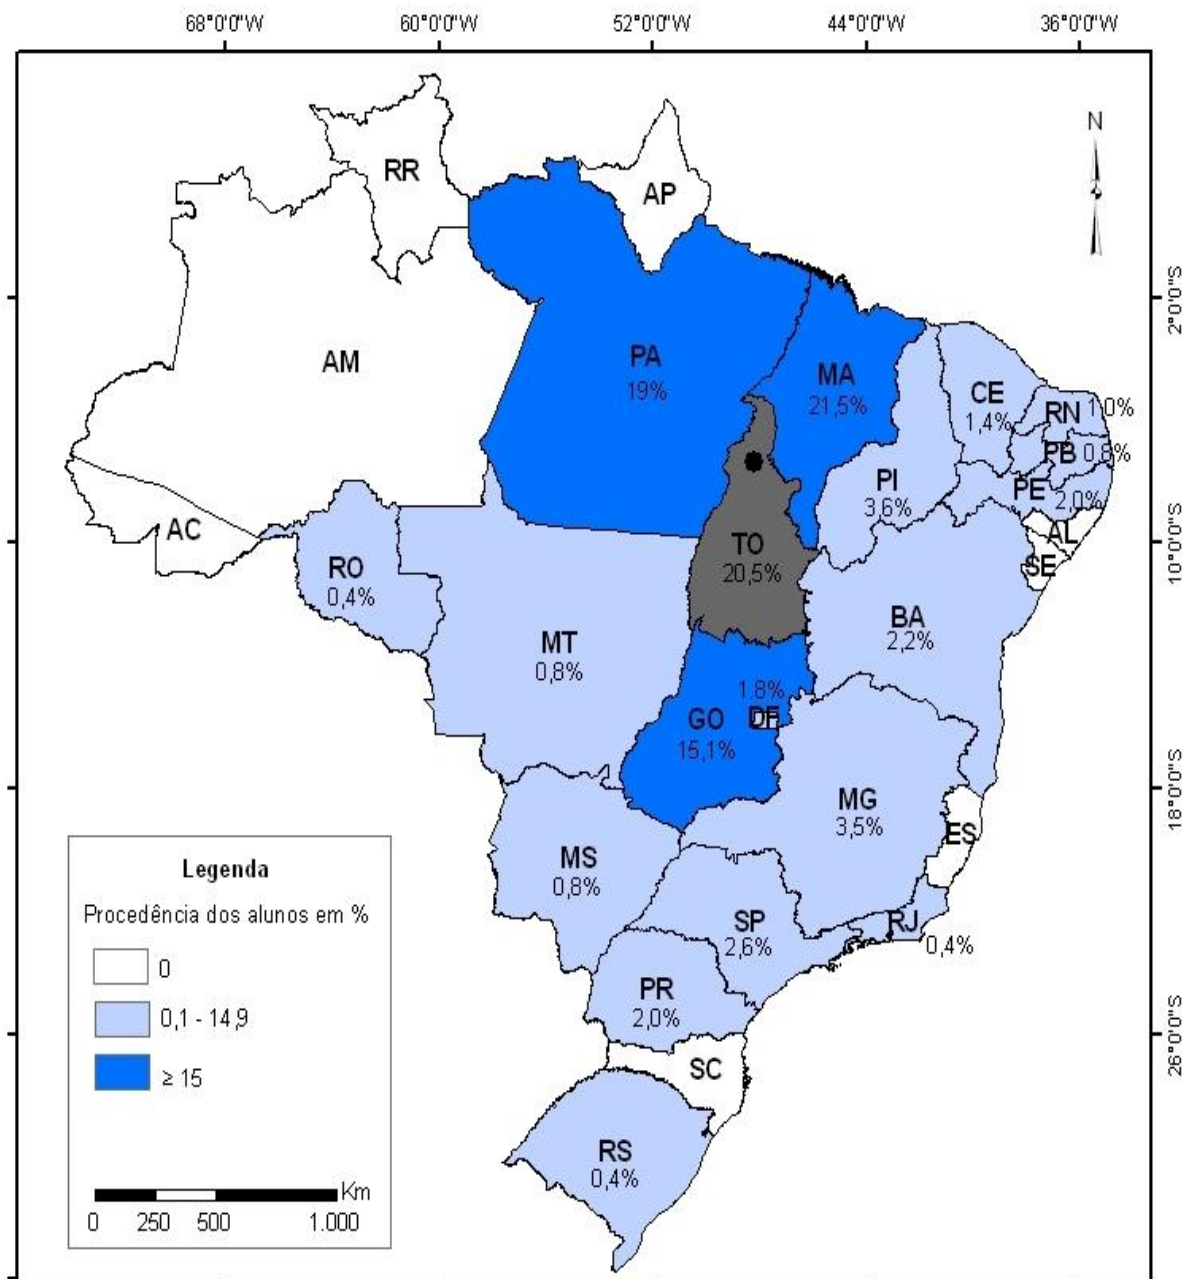 68°0'0"W 60°0'0"W 52°0'0"W 44°0'0"W 36°0'0"W
N
RR
AP
2°0'0"S
AM
PA
19%
MA
21,5%
CE
1,4%
RN 1,0%
PB 0,8%
PI
3,6%
PE 2,0%
AC
AL
SE
TO
20,5%
10°0'0"S
RO
0,4%
BA
2,2%
MT
0,8%
1.8%
DF
GO
15,1%
18°0'0"S
MG
3,5%
ES
MS
0,8%
SP
2,6%
RJ
0,4%
PR
2,0%
26°0'0"S
SC
RS
0,4%
Legenda
Procedência dos alunos em %
0
0,1 - 14,9
≥ 15
Km
0 250 500 1.000